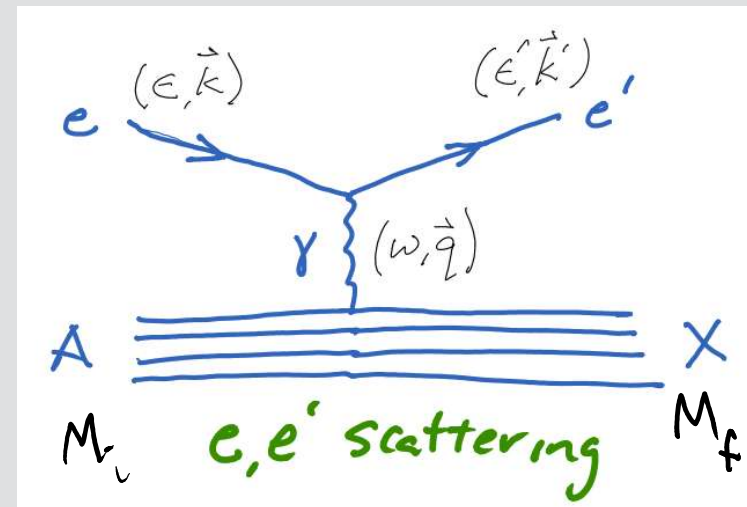 (ϵ, k⃗) (ϵ′, k⃗′)
e e′
γ (ω, q⃗)
A X
M_i e, e′ scattering M_f